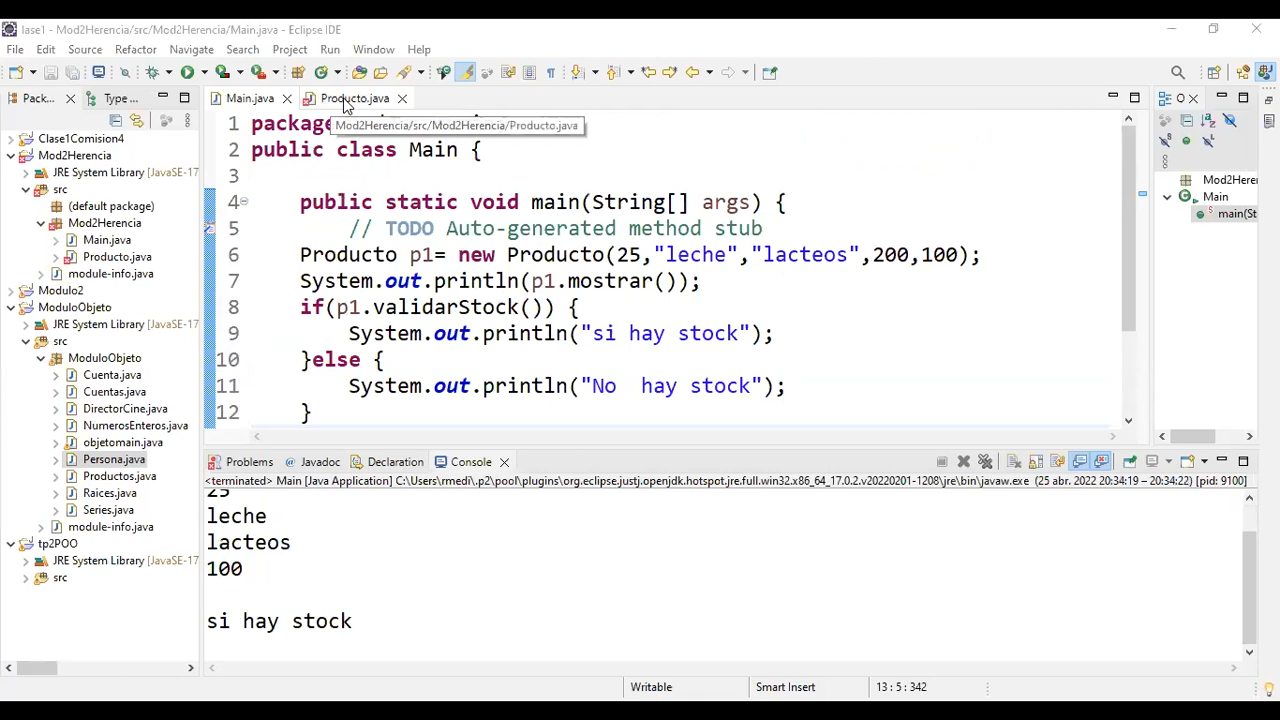 lase1 - Mod2Herencia/src/Mod2Herencia/Main.java - Eclipse IDE
File Edit Source Refactor Navigate Search Project Run Window Help
Pack... Type ...
Main.java Producto.java
Mod2Herencia/src/Mod2Herencia/Producto.java
Clase1Comision4
Mod2Herencia
JRE System Library [JavaSE-17
src
(default package)
Mod2Herencia
Main.java
Producto.java
module-info.java
Modulo2
ModuloObjeto
JRE System Library [JavaSE-17
src
ModuloObjeto
Cuenta.java
Cuentas.java
DirectorCine.java
NumerosEnteros.java
objetomain.java
Persona.java
Productos.java
Raices.java
Series.java
module-info.java
tp2POO
JRE System Library [JavaSE-17
src
1 package
2 public class Main {
3
4 public static void main(String[] args) {
5 // TODO Auto-generated method stub
6 Producto p1= new Producto(25,"leche","lacteos",200,100);
7 System.out.println(p1.mostrar());
8 if(p1.validarStock()) {
9 System.out.println("si hay stock");
10 }else {
11 System.out.println("No  hay stock");
12 }
O
Mod2Heren
Main
main(St
Problems Javadoc Declaration Console
<terminated> Main [Java Application] C:\Users\rmedi\.p2\pool\plugins\org.eclipse.justj.openjdk.hotspot.jre.full.win32.x86_64_17.0.2.v20220201-1208\jre\bin\javaw.exe (25 abr. 2022 20:34:19 – 20:34:22) [pid: 9100]
25
leche
lacteos
100
si hay stock
Writable Smart Insert 13 : 5 : 342